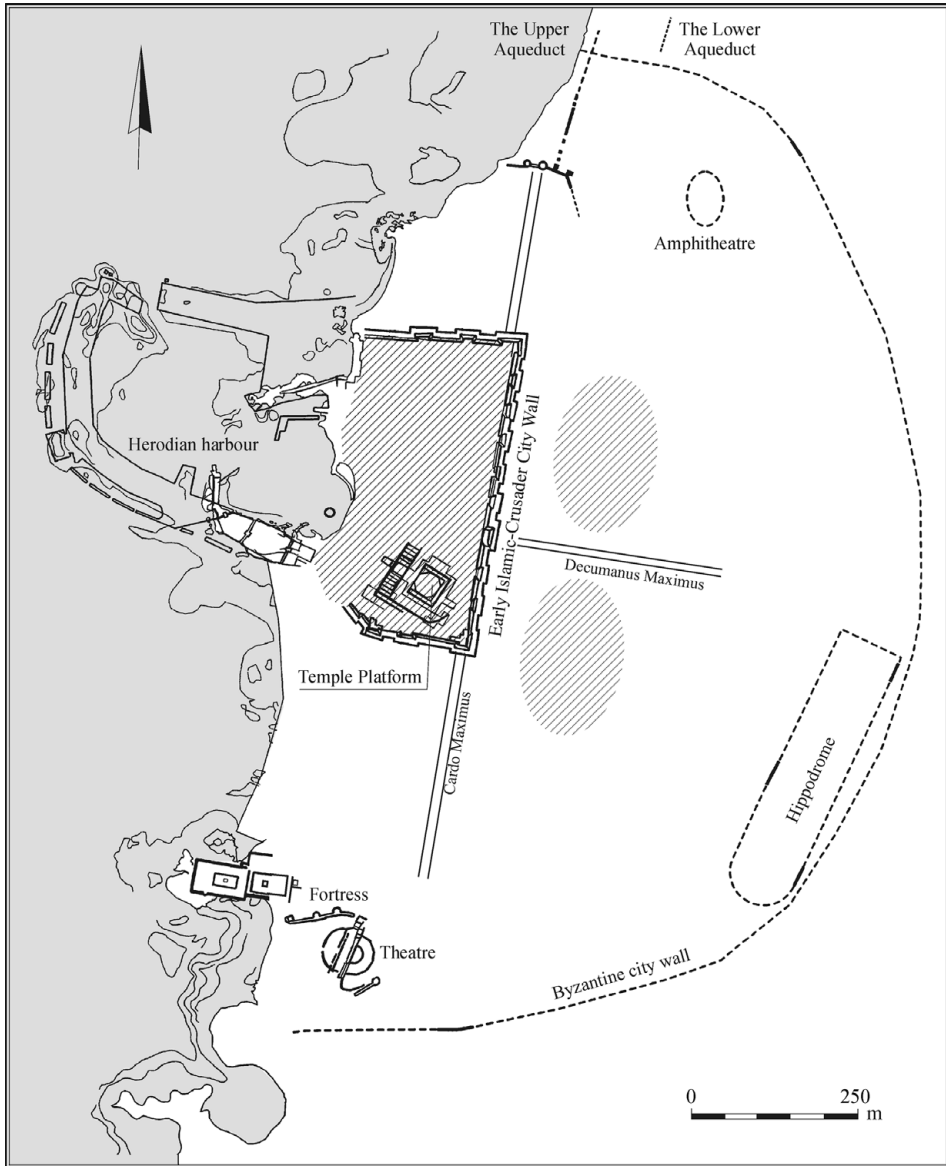 The Upper
Aqueduct
The Lower
Aqueduct
Amphitheatre
Herodian harbour
Early Islamic-Crusader City Wall
Decumanus Maximus
Temple Platform
Cardo Maximus
Hippodrome
Fortress
Theatre
Byzantine city wall
0 250
m